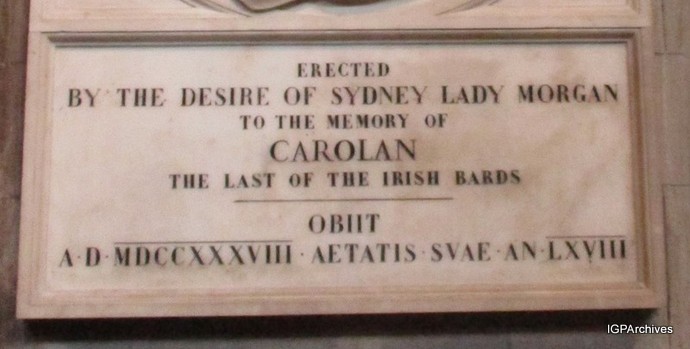 ERECTED
BY THE DESIRE OF SYDNEY LADY MORGAN
TO THE MEMORY OF
CAROLAN
THE LAST OF THE IRISH BARDS
OBIIT
A·D·MDCCXXXVIII·AETATIS·SVAE·AN·LXVIII
IGPArchives